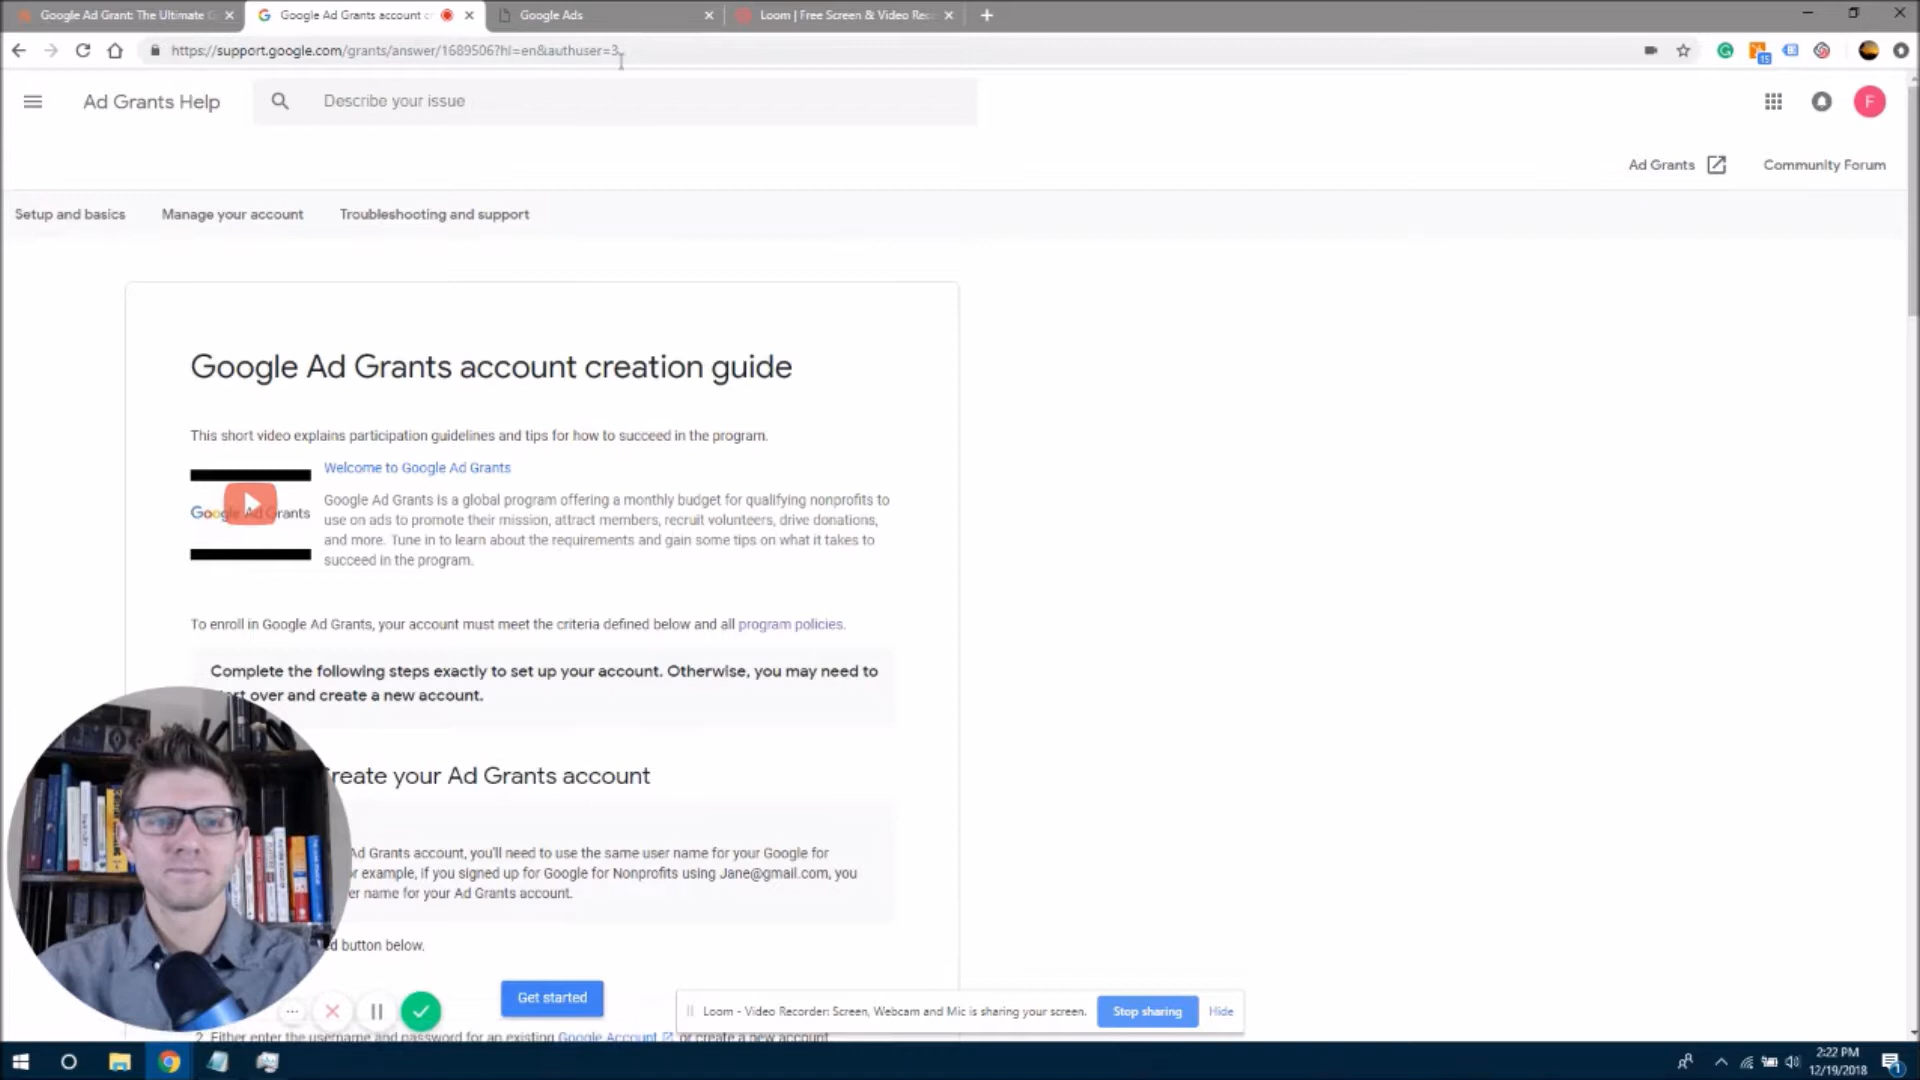 Google Ad Grant: The Ultimate G
Google Ad Grants account cr
Google Ads
Loom | Free Screen & Video Rec
https://support.google.com/grants/answer/1689506?hl=en&authuser=3
15
Ad Grants Help
Describe your issue
F
Ad Grants
Community Forum
Setup and basics
Manage your account
Troubleshooting and support
Google Ad Grants account creation guide
This short video explains participation guidelines and tips for how to succeed in the program.
Google Ad Grants
Welcome to Google Ad Grants
Google Ad Grants is a global program offering a monthly budget for qualifying nonprofits to
use on ads to promote their mission, attract members, recruit volunteers, drive donations,
and more. Tune in to learn about the requirements and gain some tips on what it takes to
succeed in the program.
To enroll in Google Ad Grants, your account must meet the criteria defined below and all program policies.
Complete the following steps exactly to set up your account. Otherwise, you may need to
over and create a new account.
reate your Ad Grants account
Ad Grants account, you'll need to use the same user name for your Google for
or example, if you signed up for Google for Nonprofits using Jane@gmail.com, you
er name for your Ad Grants account.
d button below.
Get started
Loom - Video Recorder: Screen, Webcam and Mic is sharing your screen.
Stop sharing
Hide
2. Either enter the username and password for an existing Google Account or create a new account
2:22 PM
12/19/2018
1